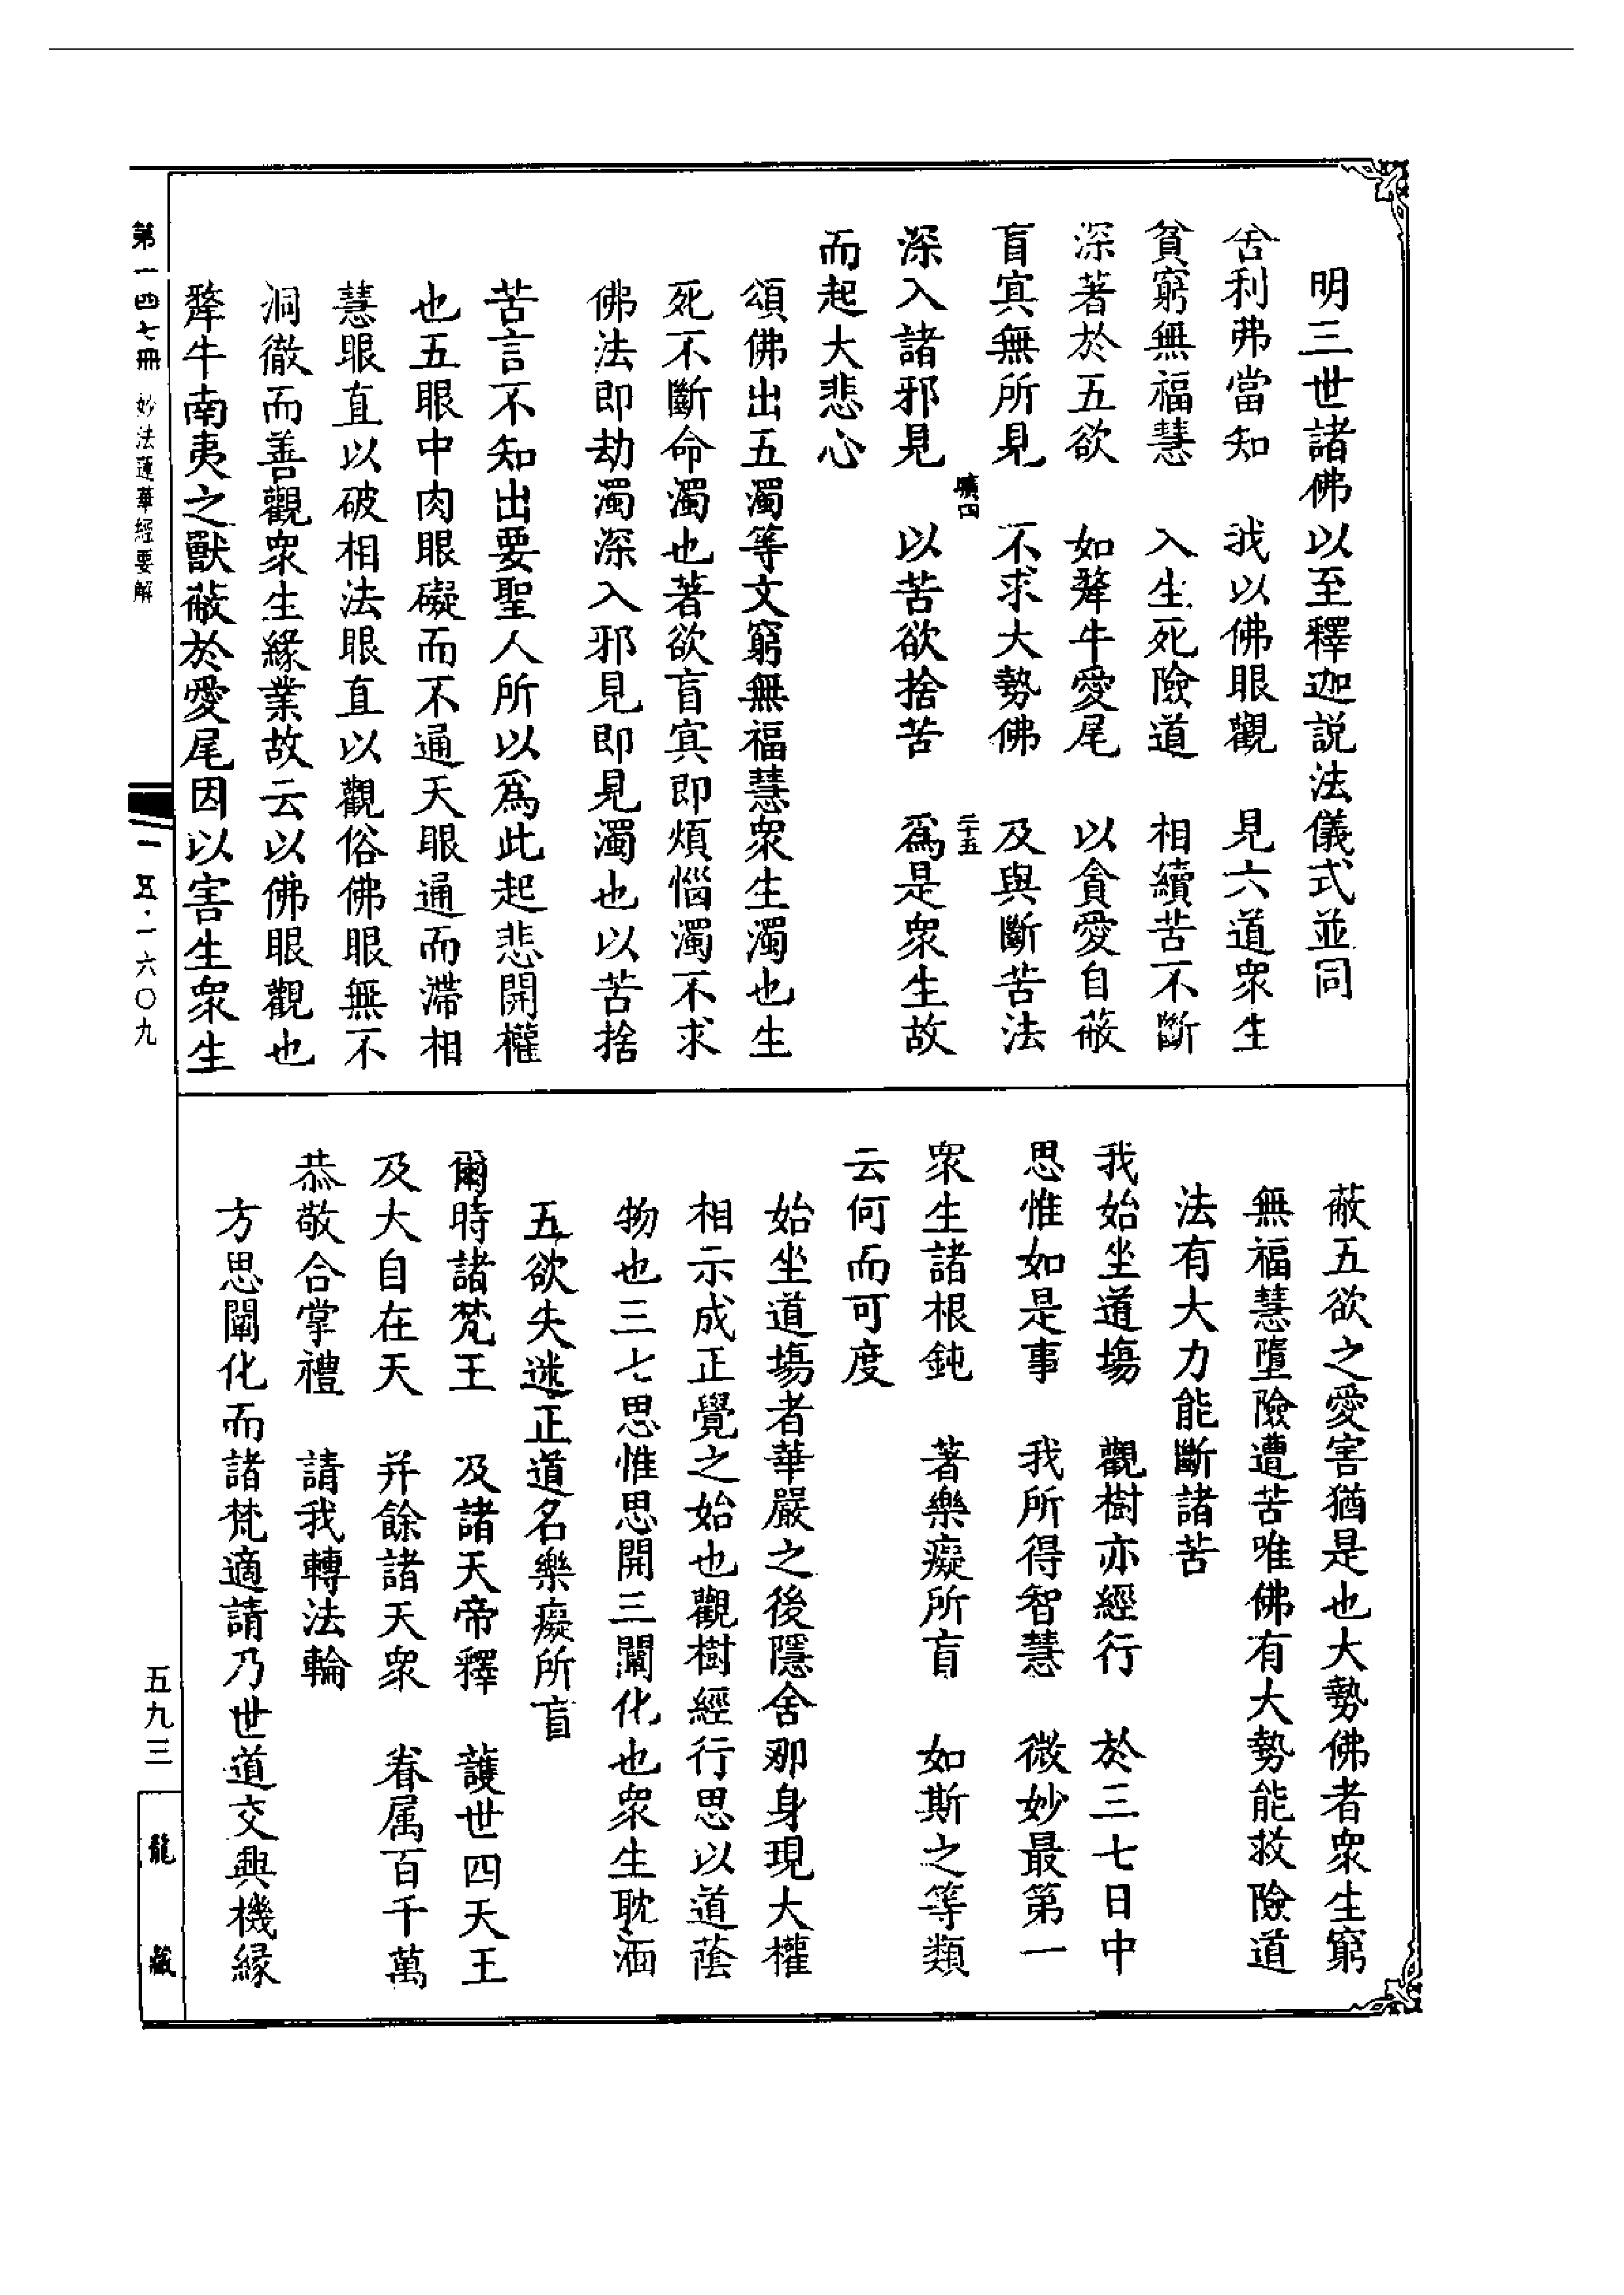 明三世諸佛以至釋迦説法儀式並同
舍利弗當知　我以佛眼觀　見六道衆生
貧窮無福慧　入生死險道　相續苦不斷
深著於五欲　如犛牛愛尾　以貪愛自蔽
盲冥無所見　不求大勢佛　及與斷苦法
曠四　二十五
深入諸邪見　以苦欲捨苦　爲是衆生故
而起大悲心
頌佛出五濁等文窮無福慧衆生濁也生
死不斷命濁也著欲盲冥即煩惱濁不求
佛法即劫濁深入邪見即見濁也以苦捨
苦言不知出要聖人所以爲此起悲開權
也五眼中肉眼礙而不通天眼通而滯相
慧眼直以破相法眼直以觀俗佛眼無不
洞徹而善觀衆生緣業故云以佛眼觀也
犛牛南夷之獸蔽於愛尾因以害生衆生
蔽五欲之愛害猶是也大勢佛者衆生窮
無福慧墮險遭苦唯佛有大勢能救險道
法有大力能斷諸苦
我始坐道場　觀樹亦經行　於三七日中
思惟如是事　我所得智慧　微妙最第一
衆生諸根鈍　著樂癡所盲　如斯之等類
云何而可度
始坐道場者華嚴之後隱舍那身現大權
相示成正覺之始也觀樹經行思以道蔭
物也三七思惟思開三闡化也衆生耽湎
五欲失迷正道名樂癡所盲
爾時諸梵王　及諸天帝釋　護世四天王
及大自在天　并餘諸天衆　眷属百千萬
恭敬合掌禮　請我轉法輪
方思闡化而諸梵適請乃世道交興機緣
第一四七冊　妙法蓮華經要解
一一五·一六〇九
五九三
龍藏